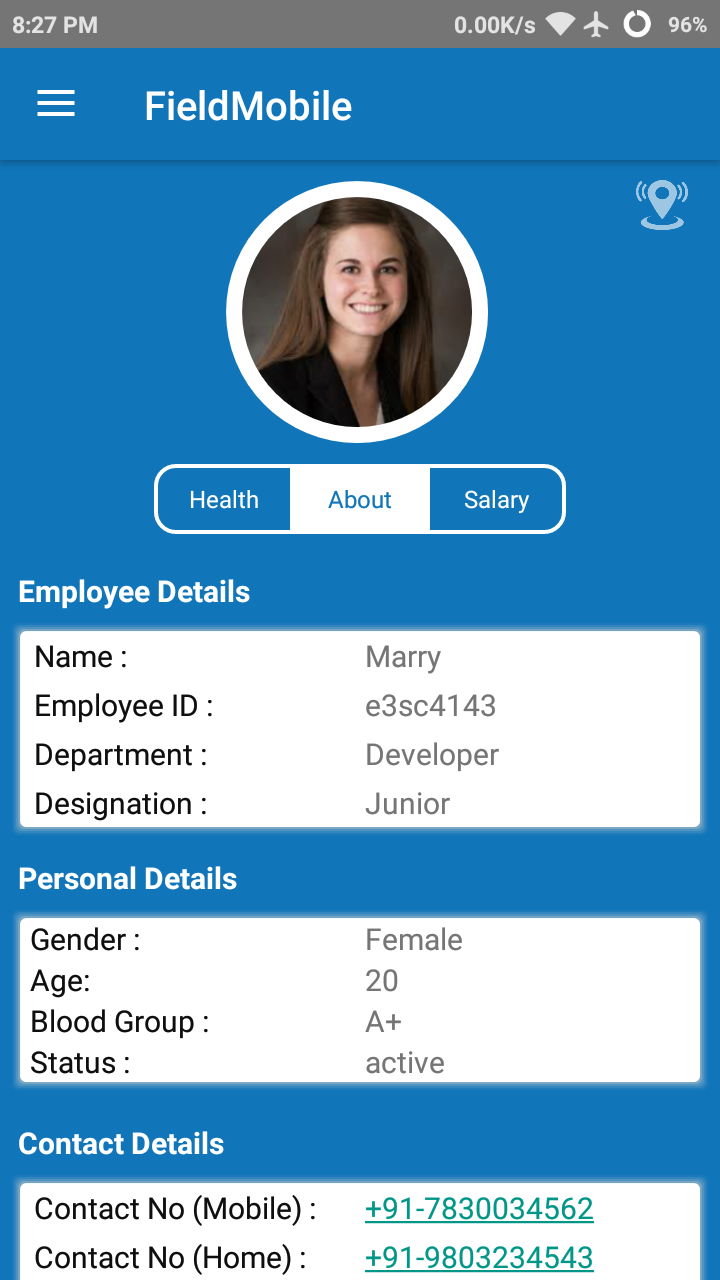 8:27 PM 0.00K/s 96%
FieldMobile
Health About Salary
Employee Details
Name : Marry
Employee ID : e3sc4143
Department : Developer
Designation : Junior
Personal Details
Gender : Female
Age: 20
Blood Group : A+
Status : active
Contact Details
Contact No (Mobile) : +91-7830034562
Contact No (Home) : +91-9803234543